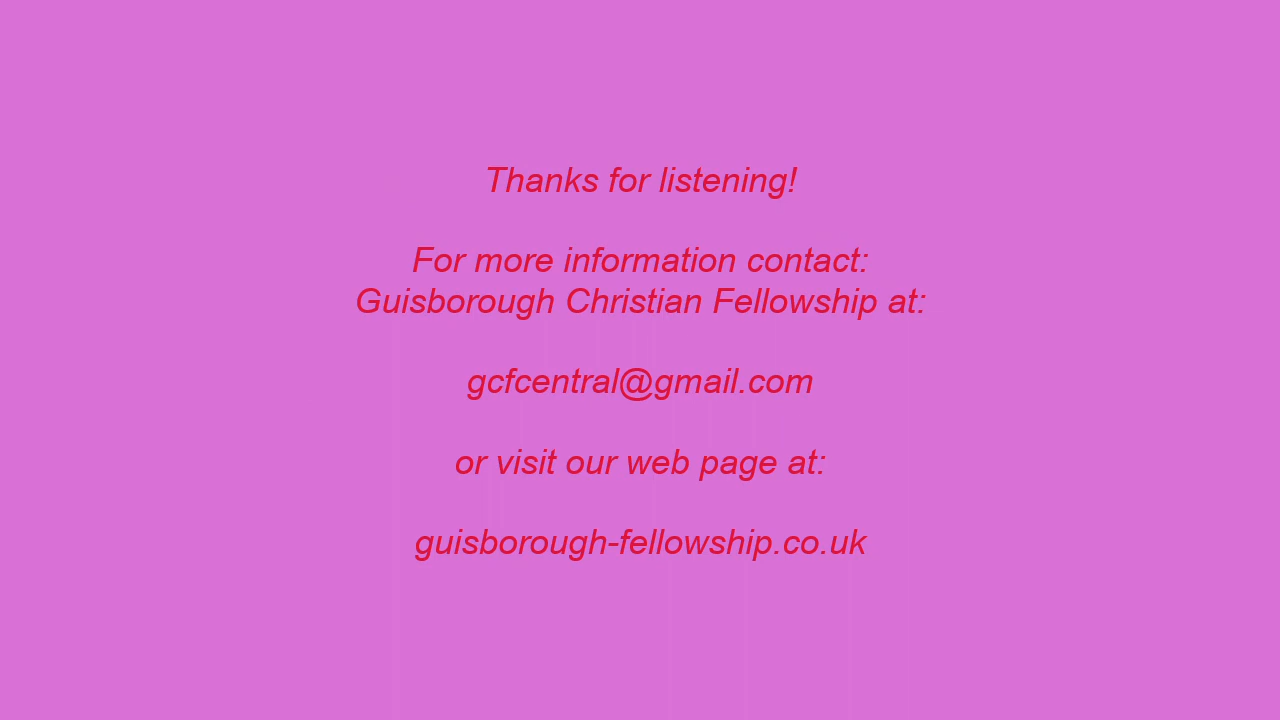 Thanks for listening!
For more information contact:
Guisborough Christian Fellowship at:
gcfcentral@gmail.com
or visit our web page at:
guisborough-fellowship.co.uk